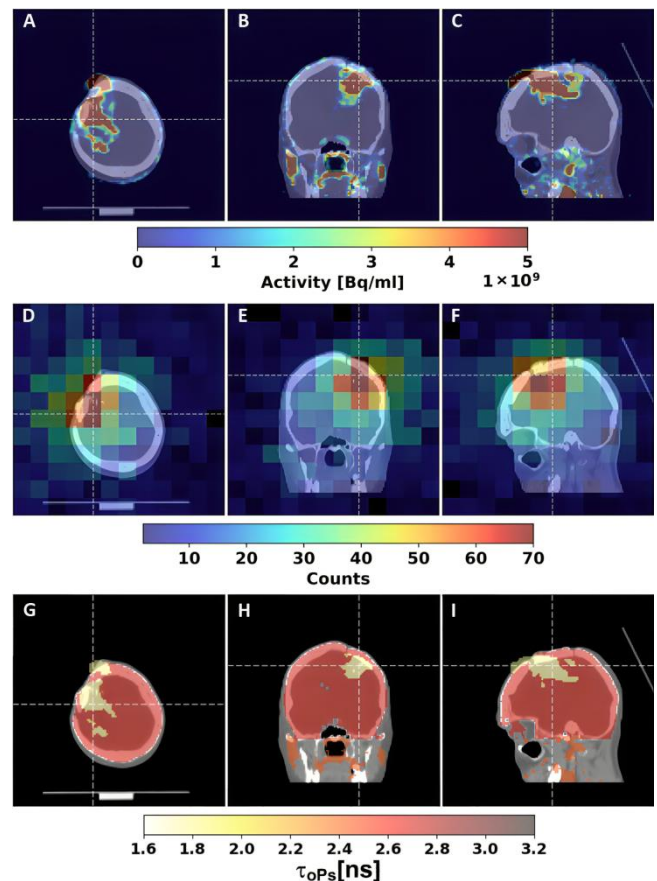 A B C
0 1 2 3 4 5
Activity [Bq/ml] 1×10⁹
D E F
10 20 30 40 50 60 70
Counts
G H I
1.6 1.8 2.0 2.2 2.4 2.6 2.8 3.0 3.2
τoPs[ns]